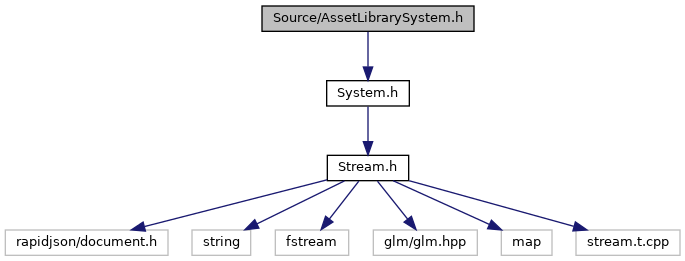 Source/AssetLibrarySystem.h
System.h
Stream.h
rapidjson/document.h
string
fstream
glm/glm.hpp
map
stream.t.cpp